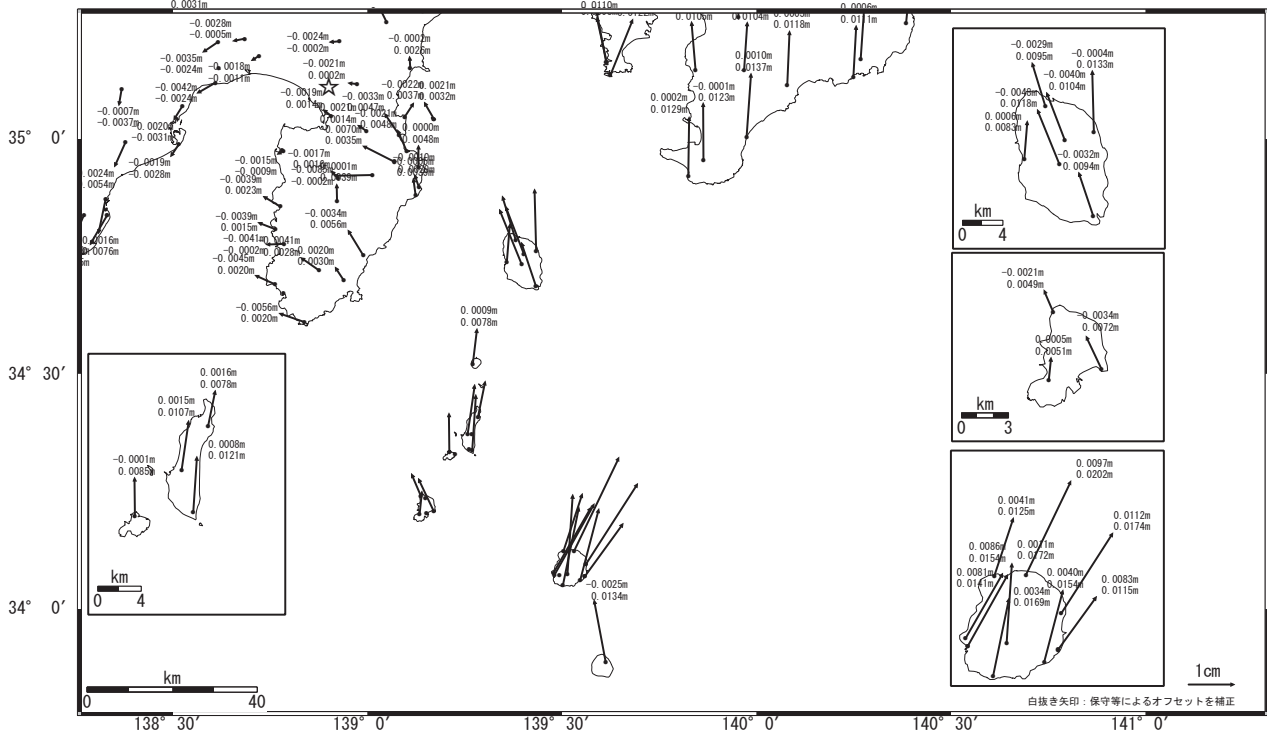 0.0031m
-0.0028m
-0.0005m
-0.0024m
-0.0002m
-0.0002m
0.0026m
0.0110m
0.0105m
0.0104m
0.0118m
0.0006m
0.0111m
-0.0035m
-0.0024m
-0.0018m
-0.0011m
-0.0021m
0.0002m
-0.0042m
-0.0024m
-0.0007m
-0.0037m
0.0010m
0.0137m
-0.0001m
0.0123m
0.0002m
0.0129m
0.0021m
0.0032m
0.0000m
0.0048m
0.0070m
0.0035m
35° 0'
-0.0019m
-0.0028m
-0.0015m
-0.0009m
-0.0017m
-0.0039m
0.0023m
-0.0039m
0.0015m
-0.0034m
0.0056m
-0.0041m
-0.0002m
0.0041m
0.0028m
-0.0020m
0.0030m
-0.0045m
0.0020m
-0.0056m
0.0020m
0.0024m
0.0054m
0.0016m
0.0076m
0.0009m
0.0078m
34° 30'
0.0016m
0.0078m
0.0015m
0.0107m
0.0008m
0.0121m
-0.0001m
0.0085m
km
0 4
-0.0025m
0.0134m
34° 0'
km
0 40
-0.0029m
0.0095m
-0.0004m
0.0133m
-0.0040m
0.0104m
0.0118m
0.0006m
0.0083m
-0.0032m
0.0094m
km
0 4
-0.0021m
0.0049m
-0.0034m
0.0072m
0.0005m
0.0051m
km
0 3
0.0097m
0.0202m
0.0041m
0.0125m
0.0112m
0.0174m
0.0086m
0.0154m
0.0081m
0.0141m
0.0040m
0.0154m
0.0083m
0.0115m
0.0034m
0.0169m
1cm
白抜き矢印：保守等によるオフセットを補正
138° 30' 139° 0' 139° 30' 140° 0' 140° 30' 141° 0'